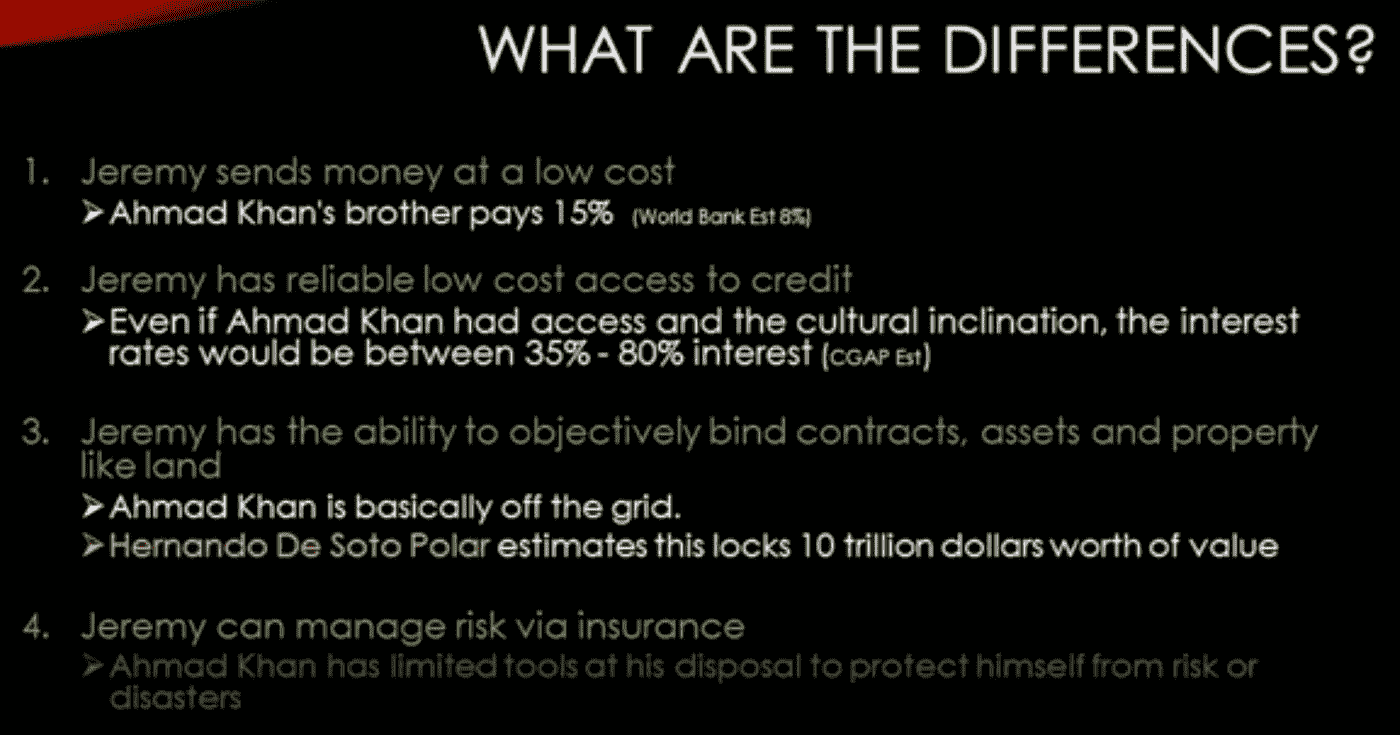 WHAT ARE THE DIFFERENCES?
1. Jeremy sends money at a low cost
➢Ahmad Khan's brother pays 15% (World Bank Est 8%)
2. Jeremy has reliable low cost access to credit
➢Even if Ahmad Khan had access and the cultural inclination, the interest
rates would be between 35% - 80% interest (CGAP Est)
3. Jeremy has the ability to objectively bind contracts, assets and property
like land
➢Ahmad Khan is basically off the grid.
➢Hernando De Soto Polar estimates this locks 10 trillion dollars worth of value
4. Jeremy can manage risk via insurance
➢Ahmad Khan has limited tools at his disposal to protect himself from risk or
disasters